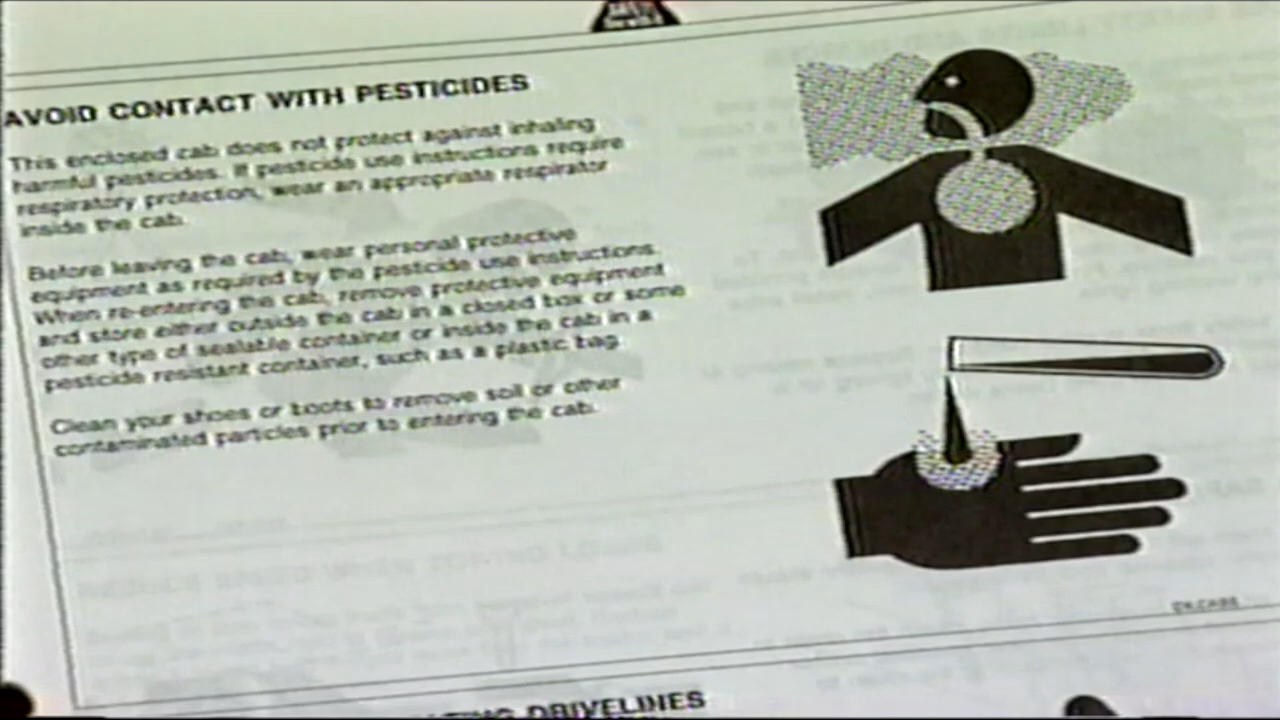 AVOID CONTACT WITH PESTICIDES
This enclosed cab does not protect against inhaling
harmful pesticides. If pesticide use instructions require
respiratory protection, wear an appropriate respirator
inside the cab.
Before leaving the cab, wear personal protective
equipment as required by the pesticide use instructions.
When re-entering the cab, remove protective equipment
and store either outside the cab in a closed box or some
other type of sealable container or inside the cab in a
pesticide resistant container, such as a plastic bag.
Clean your shoes or boots to remove soil or other
contaminated particles prior to entering the cab.
DRIVELINES